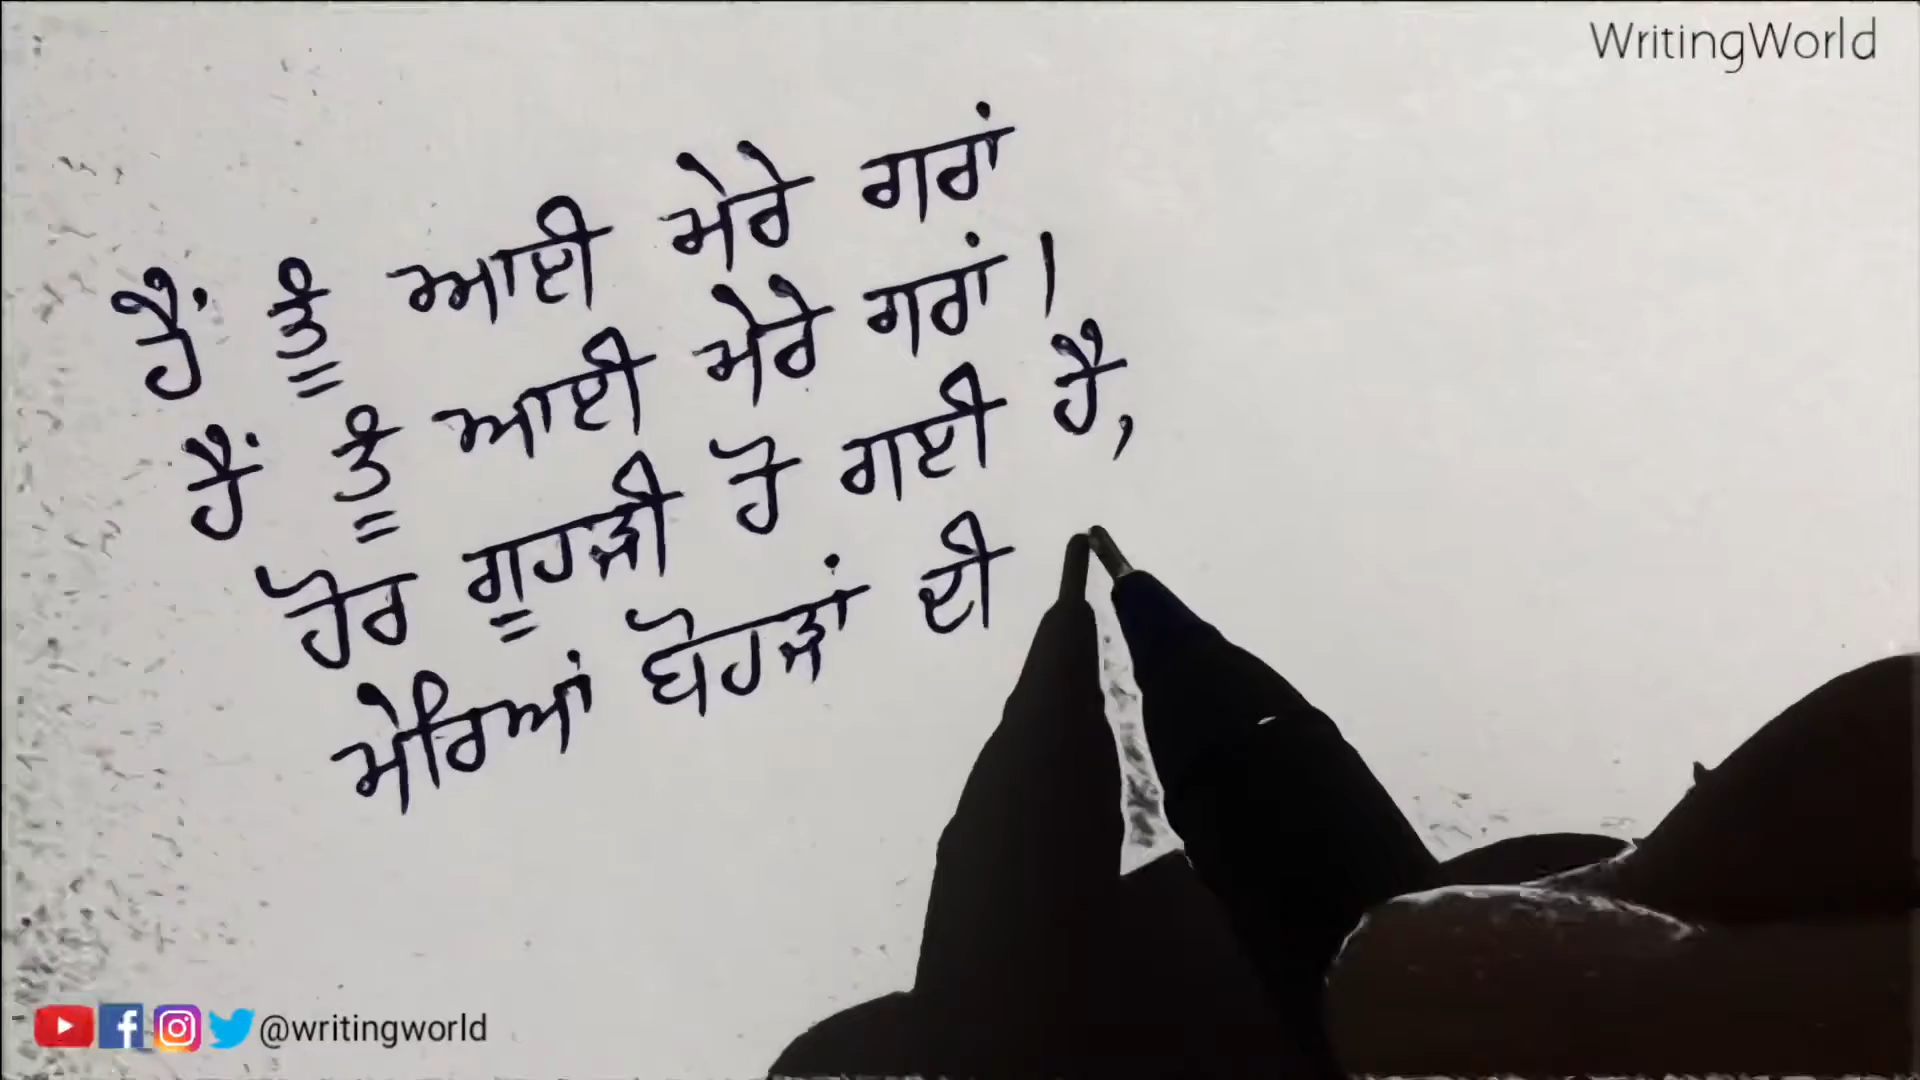 WritingWorld
ਹੈਂ ਤੂੰ ਆਈ ਮੇਰੇ ਗਰਾਂ
ਹੈਂ ਤੂੰ ਆਈ ਮੇਰੇ ਗਰਾਂ।
ਹੋਰ ਗੂਹੜੀ ਹੋ ਗਈ ਹੈ,
ਮੇਰਿਆਂ ਬੋਹੜਾਂ ਦੀ
@writingworld